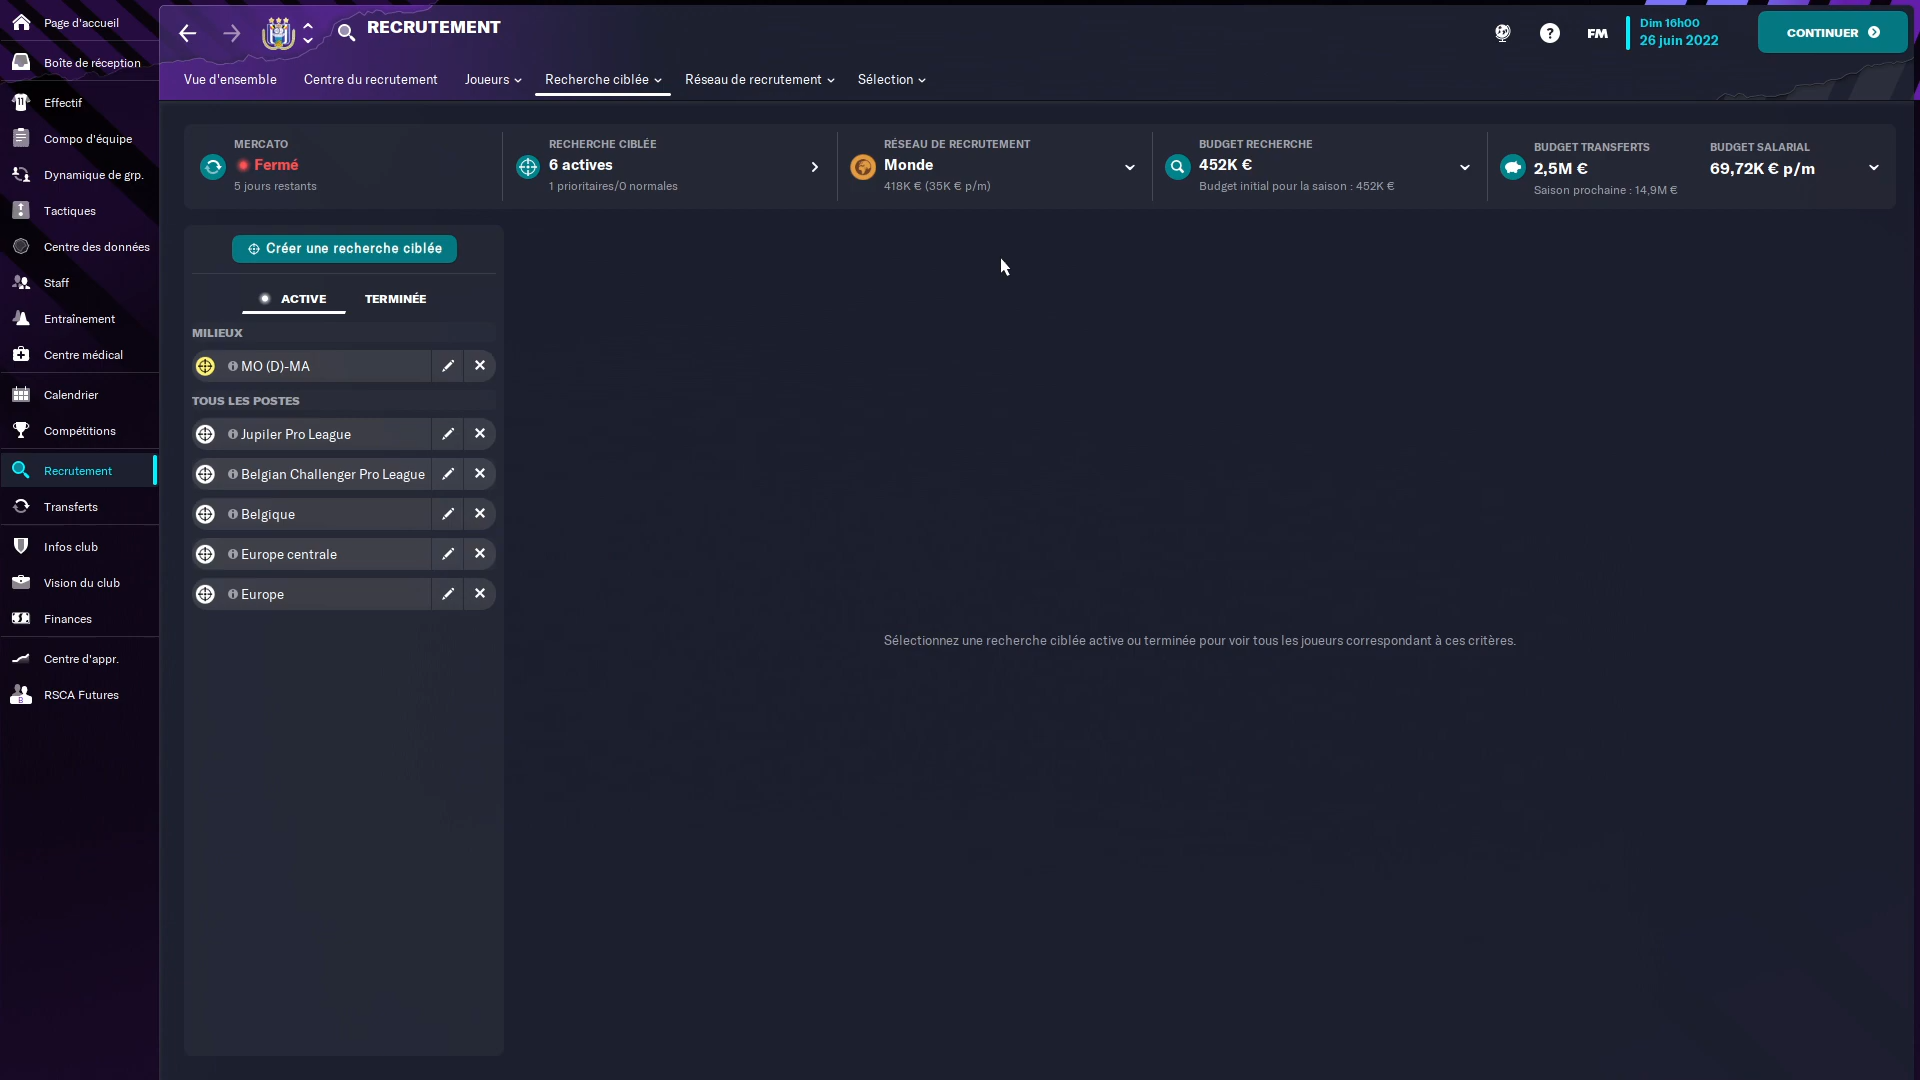 Page d'accueil
Boîte de réception
Effectif
Compo d'équipe
Dynamique de grp.
Tactiques
Centre des données
Staff
Entraînement
Centre médical
Calendrier
Compétitions
Recrutement
Transferts
Infos club
Vision du club
Finances
Centre d'appr.
RSCA Futures
RECRUTEMENT
FM
Dim 16h00
26 juin 2022
CONTINUER
Vue d'ensemble
Centre du recrutement
Joueurs
Recherche ciblée
Réseau de recrutement
Sélection
MERCATO
Fermé
5 jours restants
RECHERCHE CIBLÉE
6 actives
1 prioritaires/0 normales
RÉSEAU DE RECRUTEMENT
Monde
418K € (35K € p/m)
BUDGET RECHERCHE
452K €
Budget initial pour la saison : 452K €
BUDGET TRANSFERTS
2,5M €
Saison prochaine : 14,9M €
BUDGET SALARIAL
69,72K € p/m
Créer une recherche ciblée
ACTIVE
TERMINÉE
MILIEUX
MO (D)-MA
TOUS LES POSTES
Jupiler Pro League
Belgian Challenger Pro League
Belgique
Europe centrale
Europe
Sélectionnez une recherche ciblée active ou terminée pour voir tous les joueurs correspondant à ces critères.